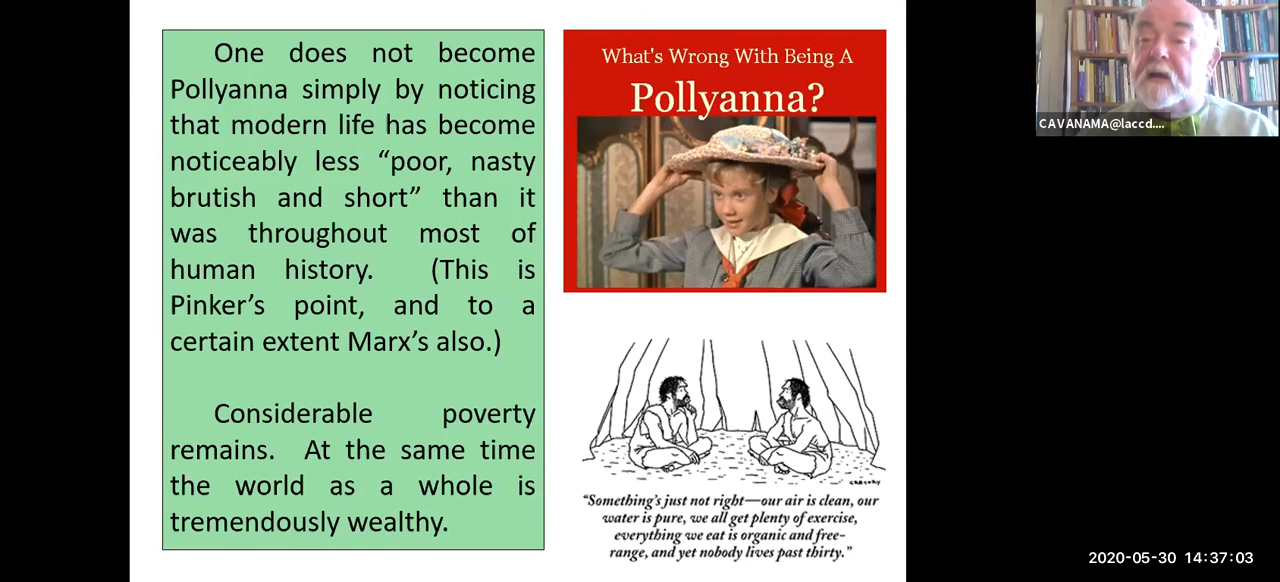 One does not become
Pollyanna simply by noticing
that modern life has become
noticeably less “poor, nasty
brutish and short” than it
was throughout most of
human history. (This is
Pinker’s point, and to a
certain extent Marx’s also.)
Considerable poverty
remains. At the same time
the world as a whole is
tremendously wealthy.
What's Wrong With Being A
Pollyanna?
GREGORY
“Something’s just not right—our air is clean, our
water is pure, we all get plenty of exercise,
everything we eat is organic and free-
range, and yet nobody lives past thirty.”
CAVANAMA@laccd....
2020-05-30 14:37:03